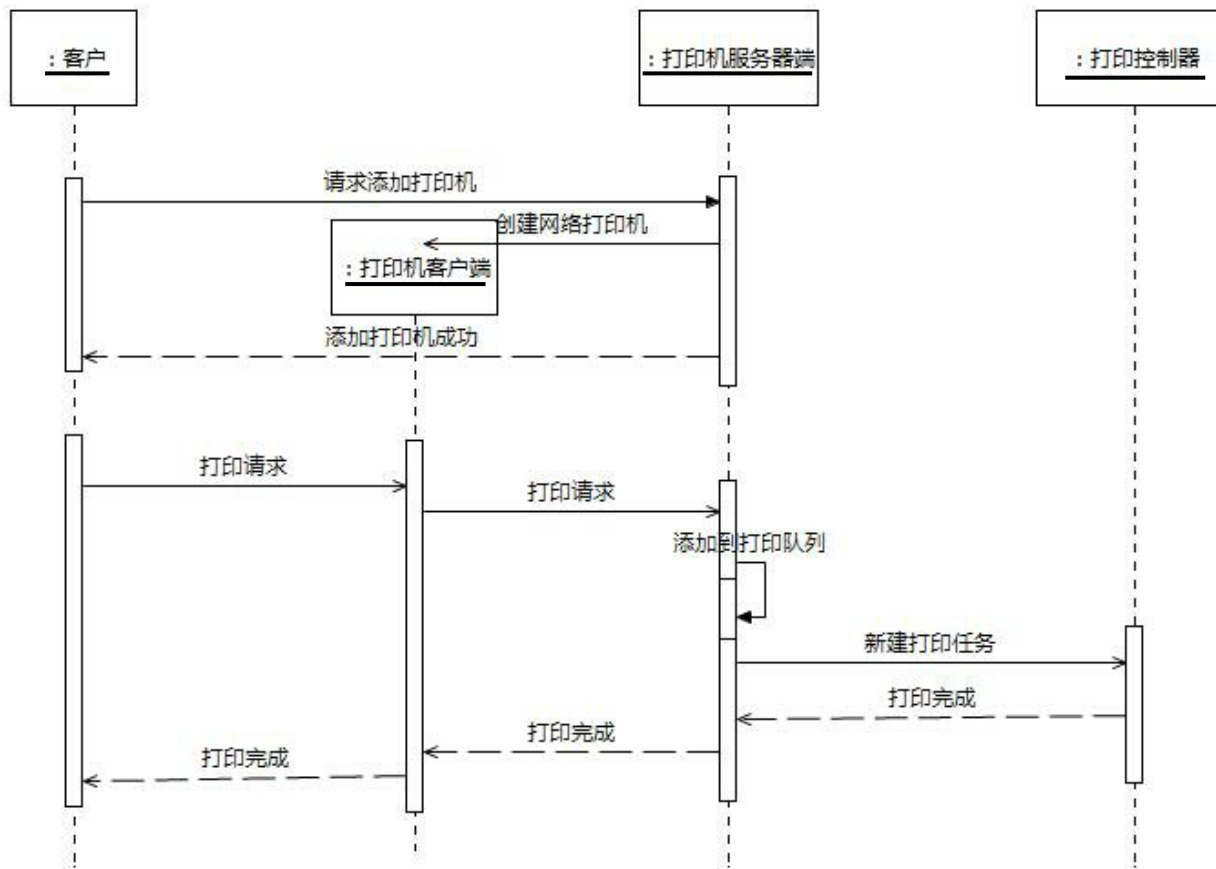 ：客户
：打印机服务器端
：打印控制器
请求添加打印机
创建网络打印机
：打印机客户端
添加打印机成功
打印请求
打印请求
添加到打印队列
新建打印任务
打印完成
打印完成
打印完成